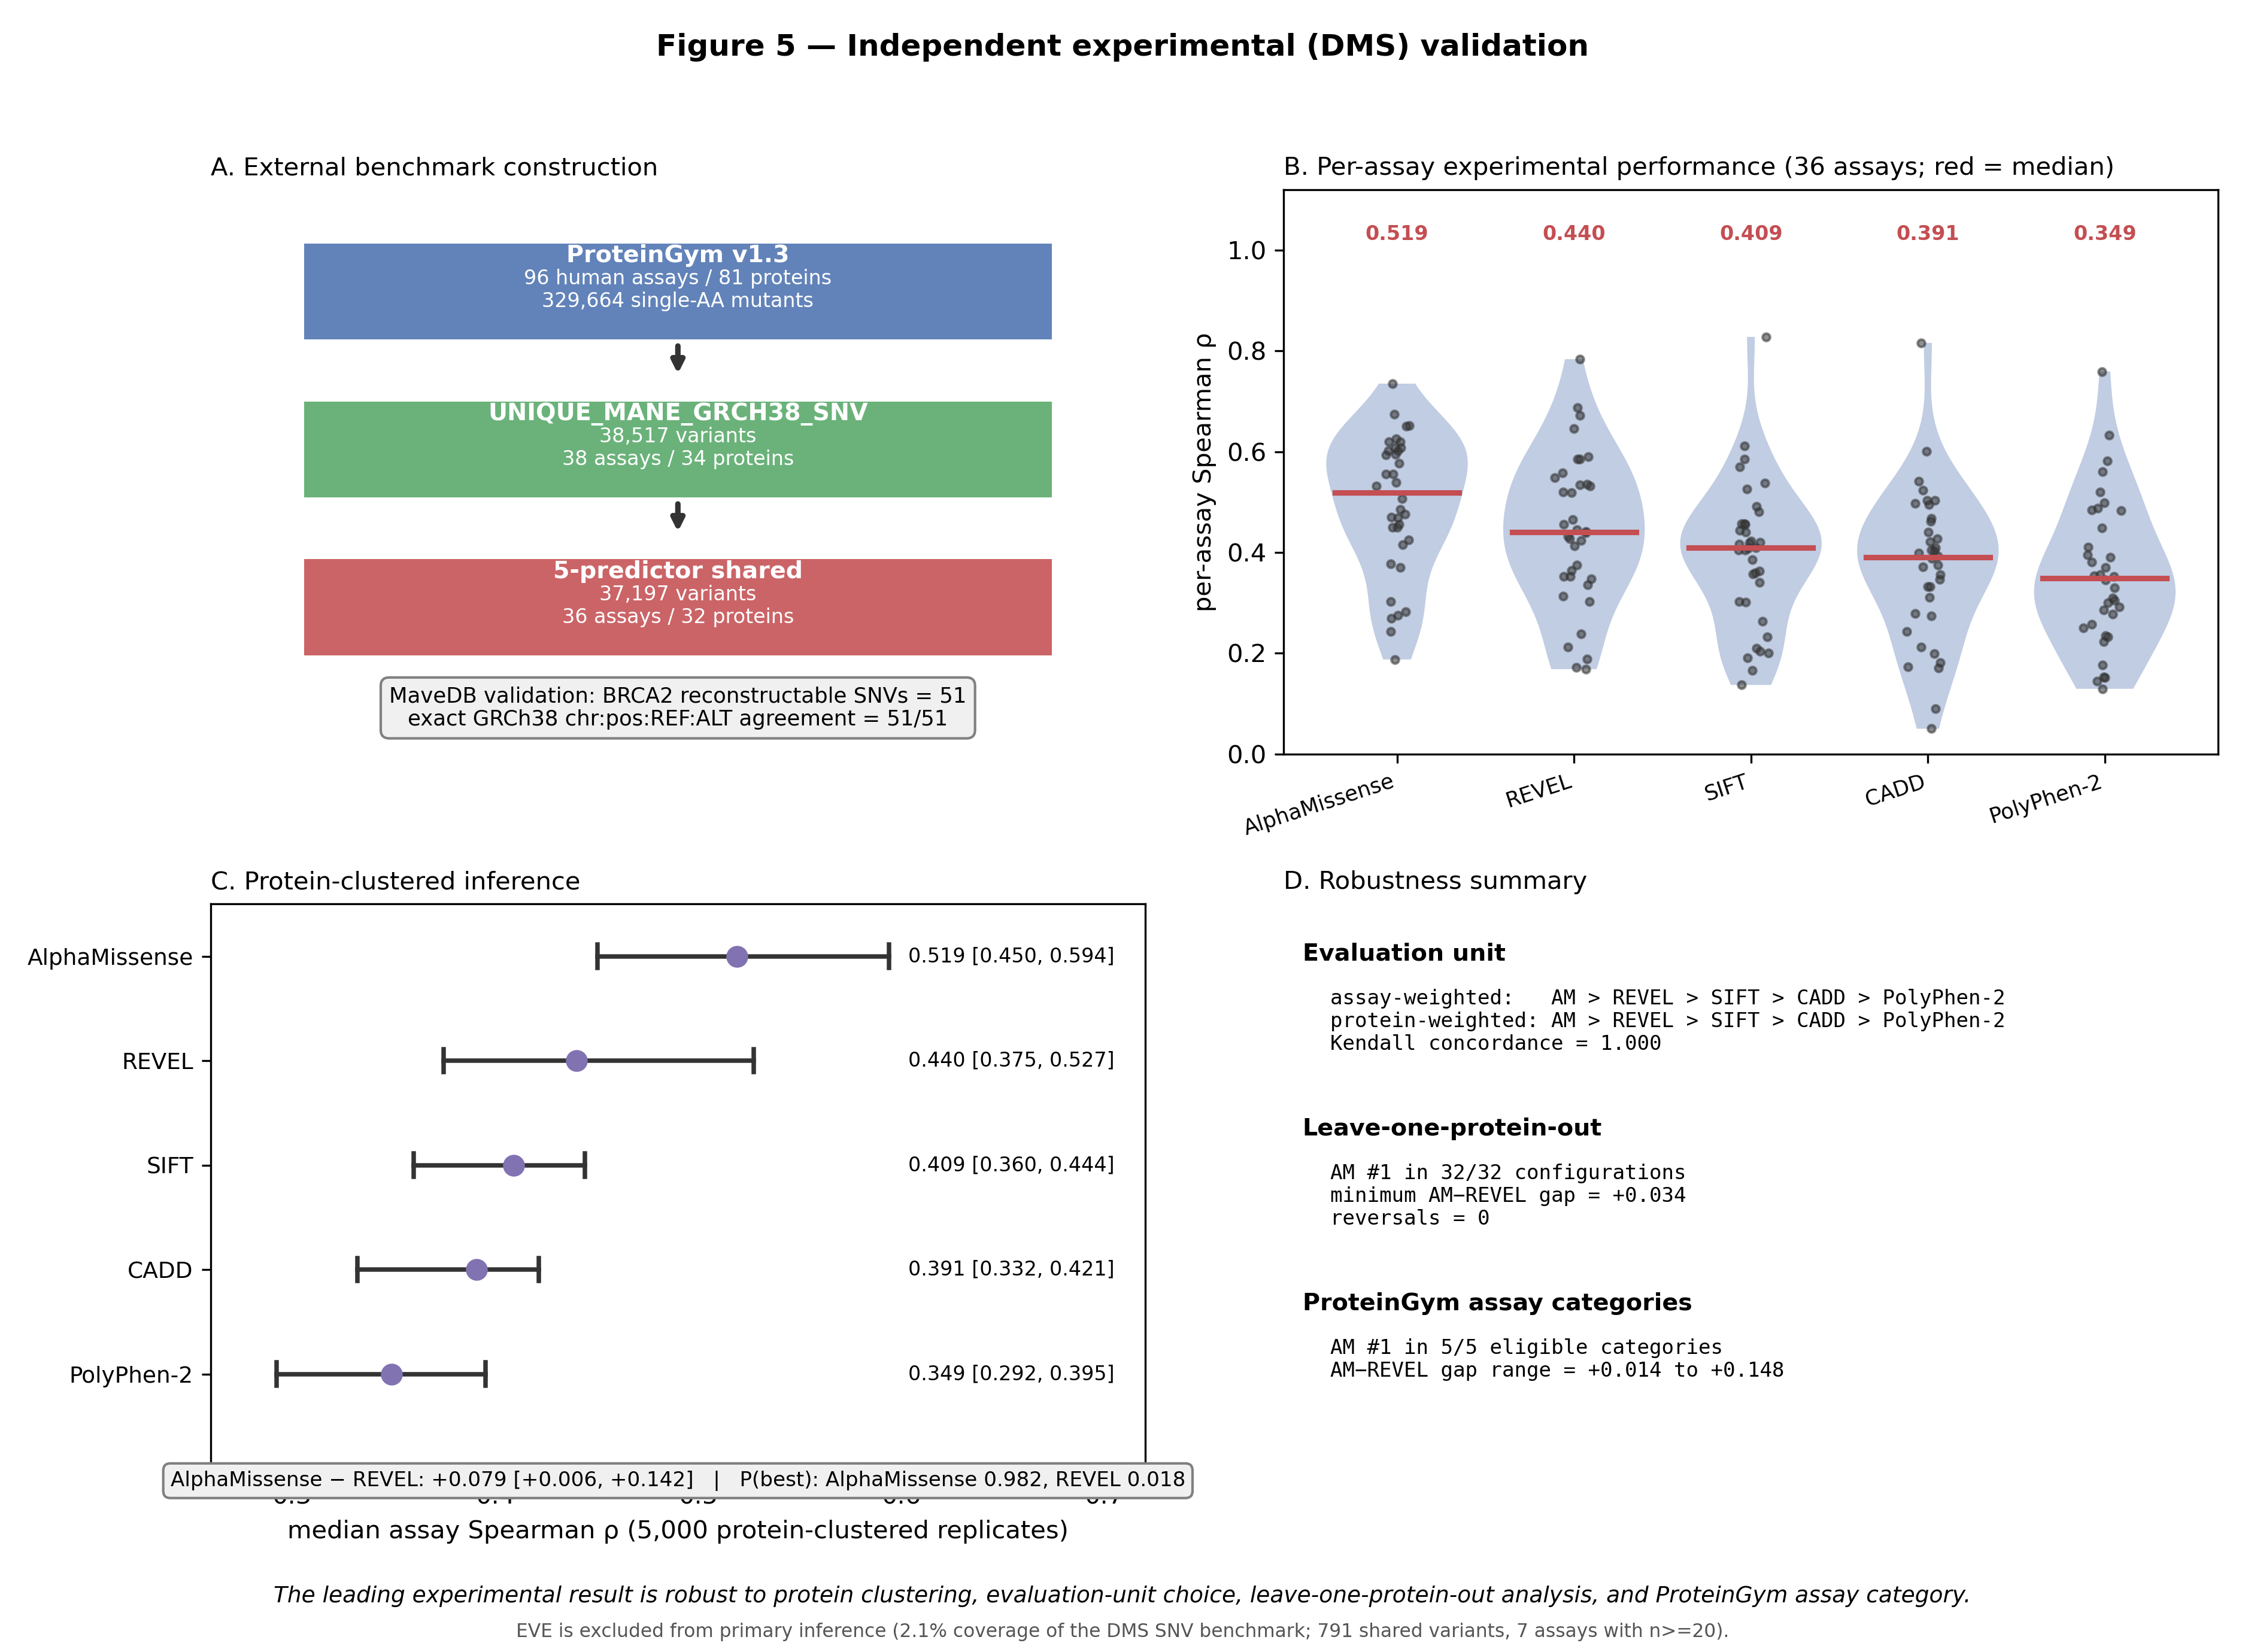 Figure 5 — Independent experimental (DMS) validation
A. External benchmark construction
ProteinGym v1.3
96 human assays / 81 proteins
329,664 single-AA mutants
UNIQUE_MANE_GRCH38_SNV
38,517 variants
38 assays / 34 proteins
5-predictor shared
37,197 variants
36 assays / 32 proteins
MaveDB validation: BRCA2 reconstructable SNVs = 51
exact GRCh38 chr:pos:REF:ALT agreement = 51/51
B. Per-assay experimental performance (36 assays; red = median)
0.519 0.440 0.409 0.391 0.349
per-assay Spearman ρ
1.0
0.8
0.6
0.4
0.2
0.0
AlphaMissense
REVEL
SIFT
CADD
PolyPhen-2
C. Protein-clustered inference
AlphaMissense 0.519 [0.450, 0.594]
REVEL 0.440 [0.375, 0.527]
SIFT 0.409 [0.360, 0.444]
CADD 0.391 [0.332, 0.421]
PolyPhen-2 0.349 [0.292, 0.395]
AlphaMissense − REVEL: +0.079 [+0.006, +0.142] | P(best): AlphaMissense 0.982, REVEL 0.018
median assay Spearman ρ (5,000 protein-clustered replicates)
D. Robustness summary
Evaluation unit
assay-weighted: AM > REVEL > SIFT > CADD > PolyPhen-2
protein-weighted: AM > REVEL > SIFT > CADD > PolyPhen-2
Kendall concordance = 1.000
Leave-one-protein-out
AM #1 in 32/32 configurations
minimum AM−REVEL gap = +0.034
reversals = 0
ProteinGym assay categories
AM #1 in 5/5 eligible categories
AM−REVEL gap range = +0.014 to +0.148
The leading experimental result is robust to protein clustering, evaluation-unit choice, leave-one-protein-out analysis, and ProteinGym assay category.
EVE is excluded from primary inference (2.1% coverage of the DMS SNV benchmark; 791 shared variants, 7 assays with n>=20).